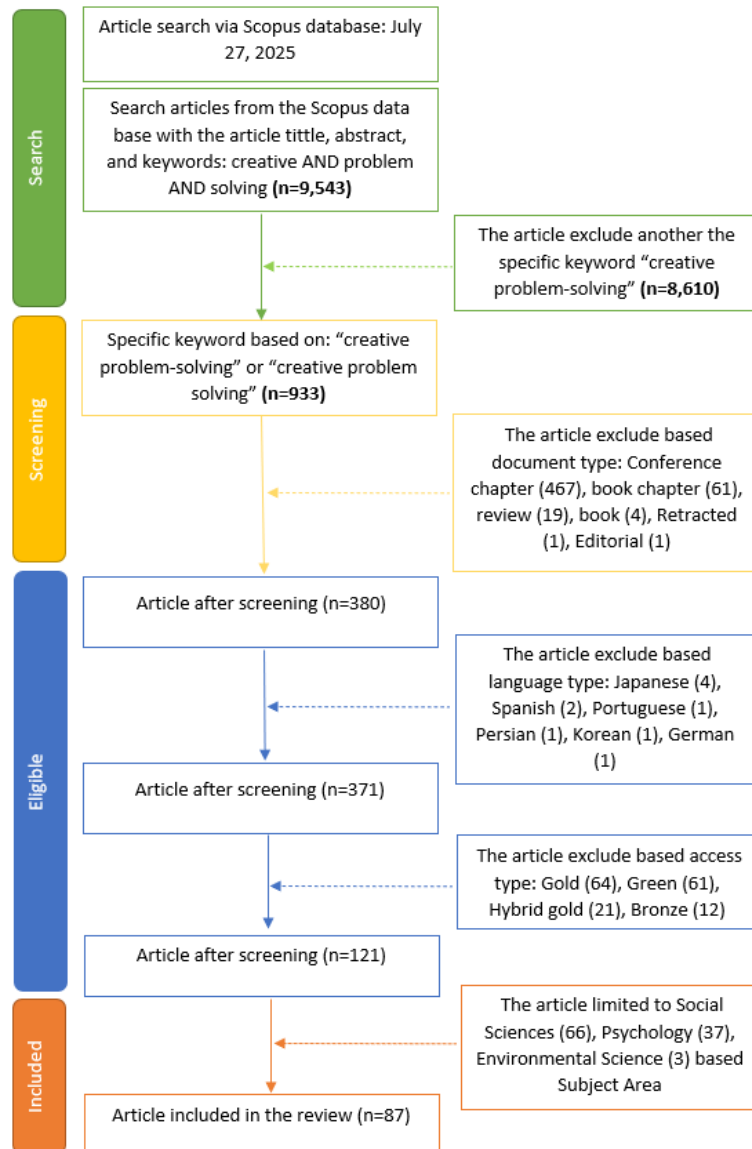 Search
Article search via Scopus database: July
27, 2025
Search articles from the Scopus data
base with the article tittle, abstract,
and keywords: creative AND problem
AND solving (n=9,543)
The article exclude another the
specific keyword “creative
problem-solving” (n=8,610)
Screening
Specific keyword based on: “creative
problem-solving” or “creative problem
solving” (n=933)
The article exclude based
document type: Conference
chapter (467), book chapter (61),
review (19), book (4), Retracted
(1), Editorial (1)
Eligible
Article after screening (n=380)
The article exclude based
language type: Japanese (4),
Spanish (2), Portuguese (1),
Persian (1), Korean (1), German
(1)
Article after screening (n=371)
The article exclude based access
type: Gold (64), Green (61),
Hybrid gold (21), Bronze (12)
Article after screening (n=121)
Included
The article limited to Social
Sciences (66), Psychology (37),
Environmental Science (3) based
Subject Area
Article included in the review (n=87)